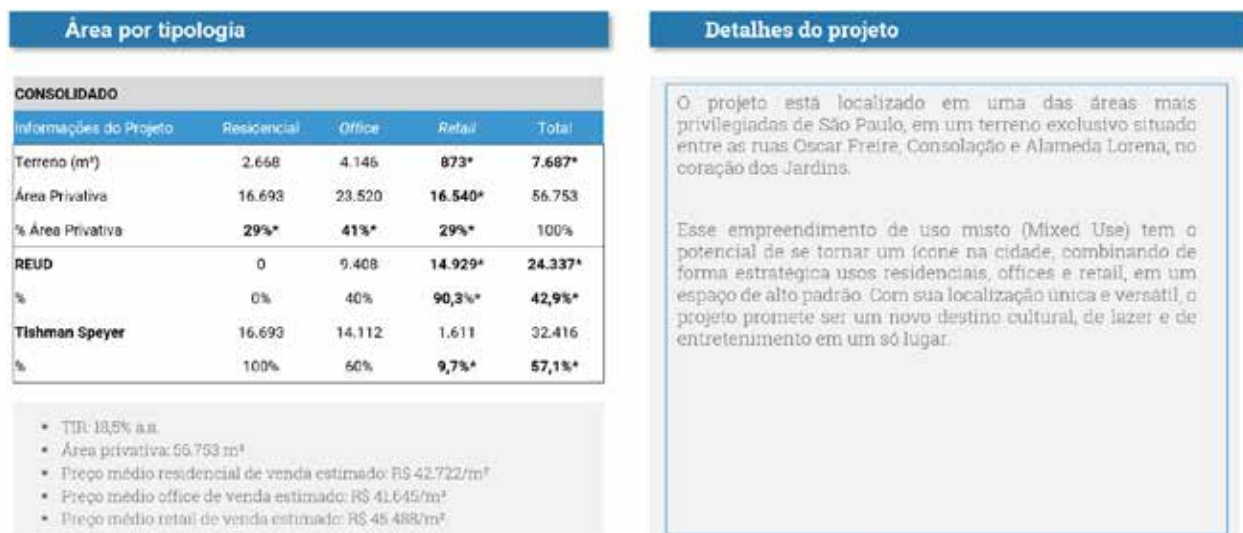 Área por tipologia
CONSOLIDADO
Informações do Projeto Residencial Office Retail Total
Terreno (m²) 2.668 4.146 873* 7.687*
Área Privativa 16.693 23.520 16.540* 56.753
% Área Privativa 29%* 41%* 29%* 100%
REUD 0 9.408 14.929* 24.337*
% 0% 40% 90,3%* 42,9%*
Tishman Speyer 16.693 14.112 1.611 32.416
% 100% 60% 9,7%* 57,1%*
• TIR: 18,5% a.a.
• Área privativa: 56.753 m²
• Preço médio residencial de venda estimado: R$ 42.722/m²
• Preço médio office de venda estimado: R$ 41.645/m²
• Preço médio retail de venda estimado: R$ 45.488/m²
Detalhes do projeto
O projeto está localizado em uma das áreas mais
privilegiadas de São Paulo, em um terreno exclusivo situado
entre as ruas Oscar Freire, Consolação e Alameda Lorena, no
coração dos Jardins.
Esse empreendimento de uso misto (Mixed Use) tem o
potencial de se tornar um ícone na cidade, combinando de
forma estratégica usos residenciais, offices e retail, em um
espaço de alto padrão. Com sua localização única e versátil, o
projeto promete ser um novo destino cultural, de lazer e de
entretenimento em um só lugar.